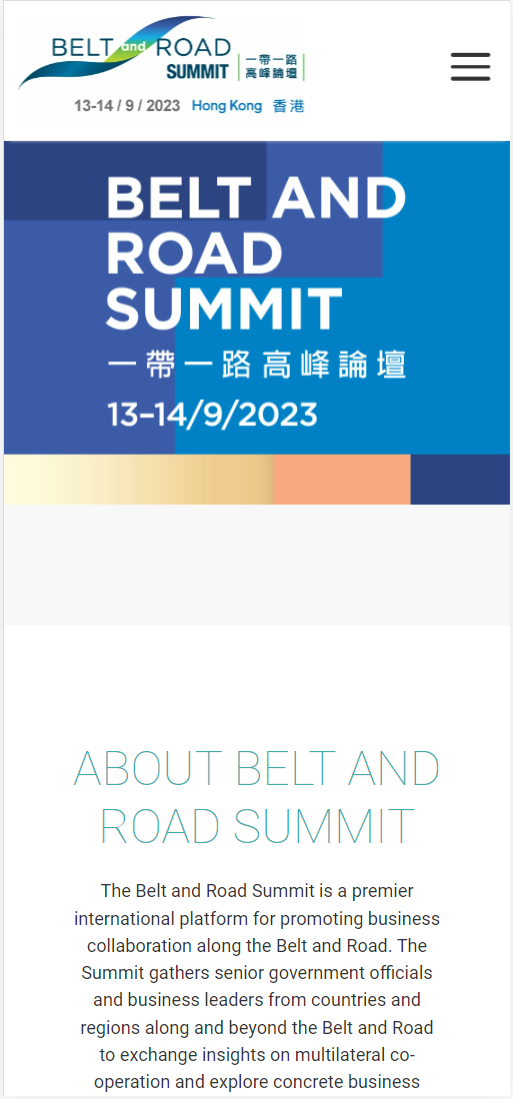 BELT and ROAD
SUMMIT
一帶一路
高峰論壇
13-14 / 9 / 2023 Hong Kong 香港
BELT AND
ROAD
SUMMIT
一帶一路高峰論壇
13-14/9/2023
ABOUT BELT AND
ROAD SUMMIT
The Belt and Road Summit is a premier
international platform for promoting business
collaboration along the Belt and Road. The
Summit gathers senior government officials
and business leaders from countries and
regions along and beyond the Belt and Road
to exchange insights on multilateral co-
operation and explore concrete business